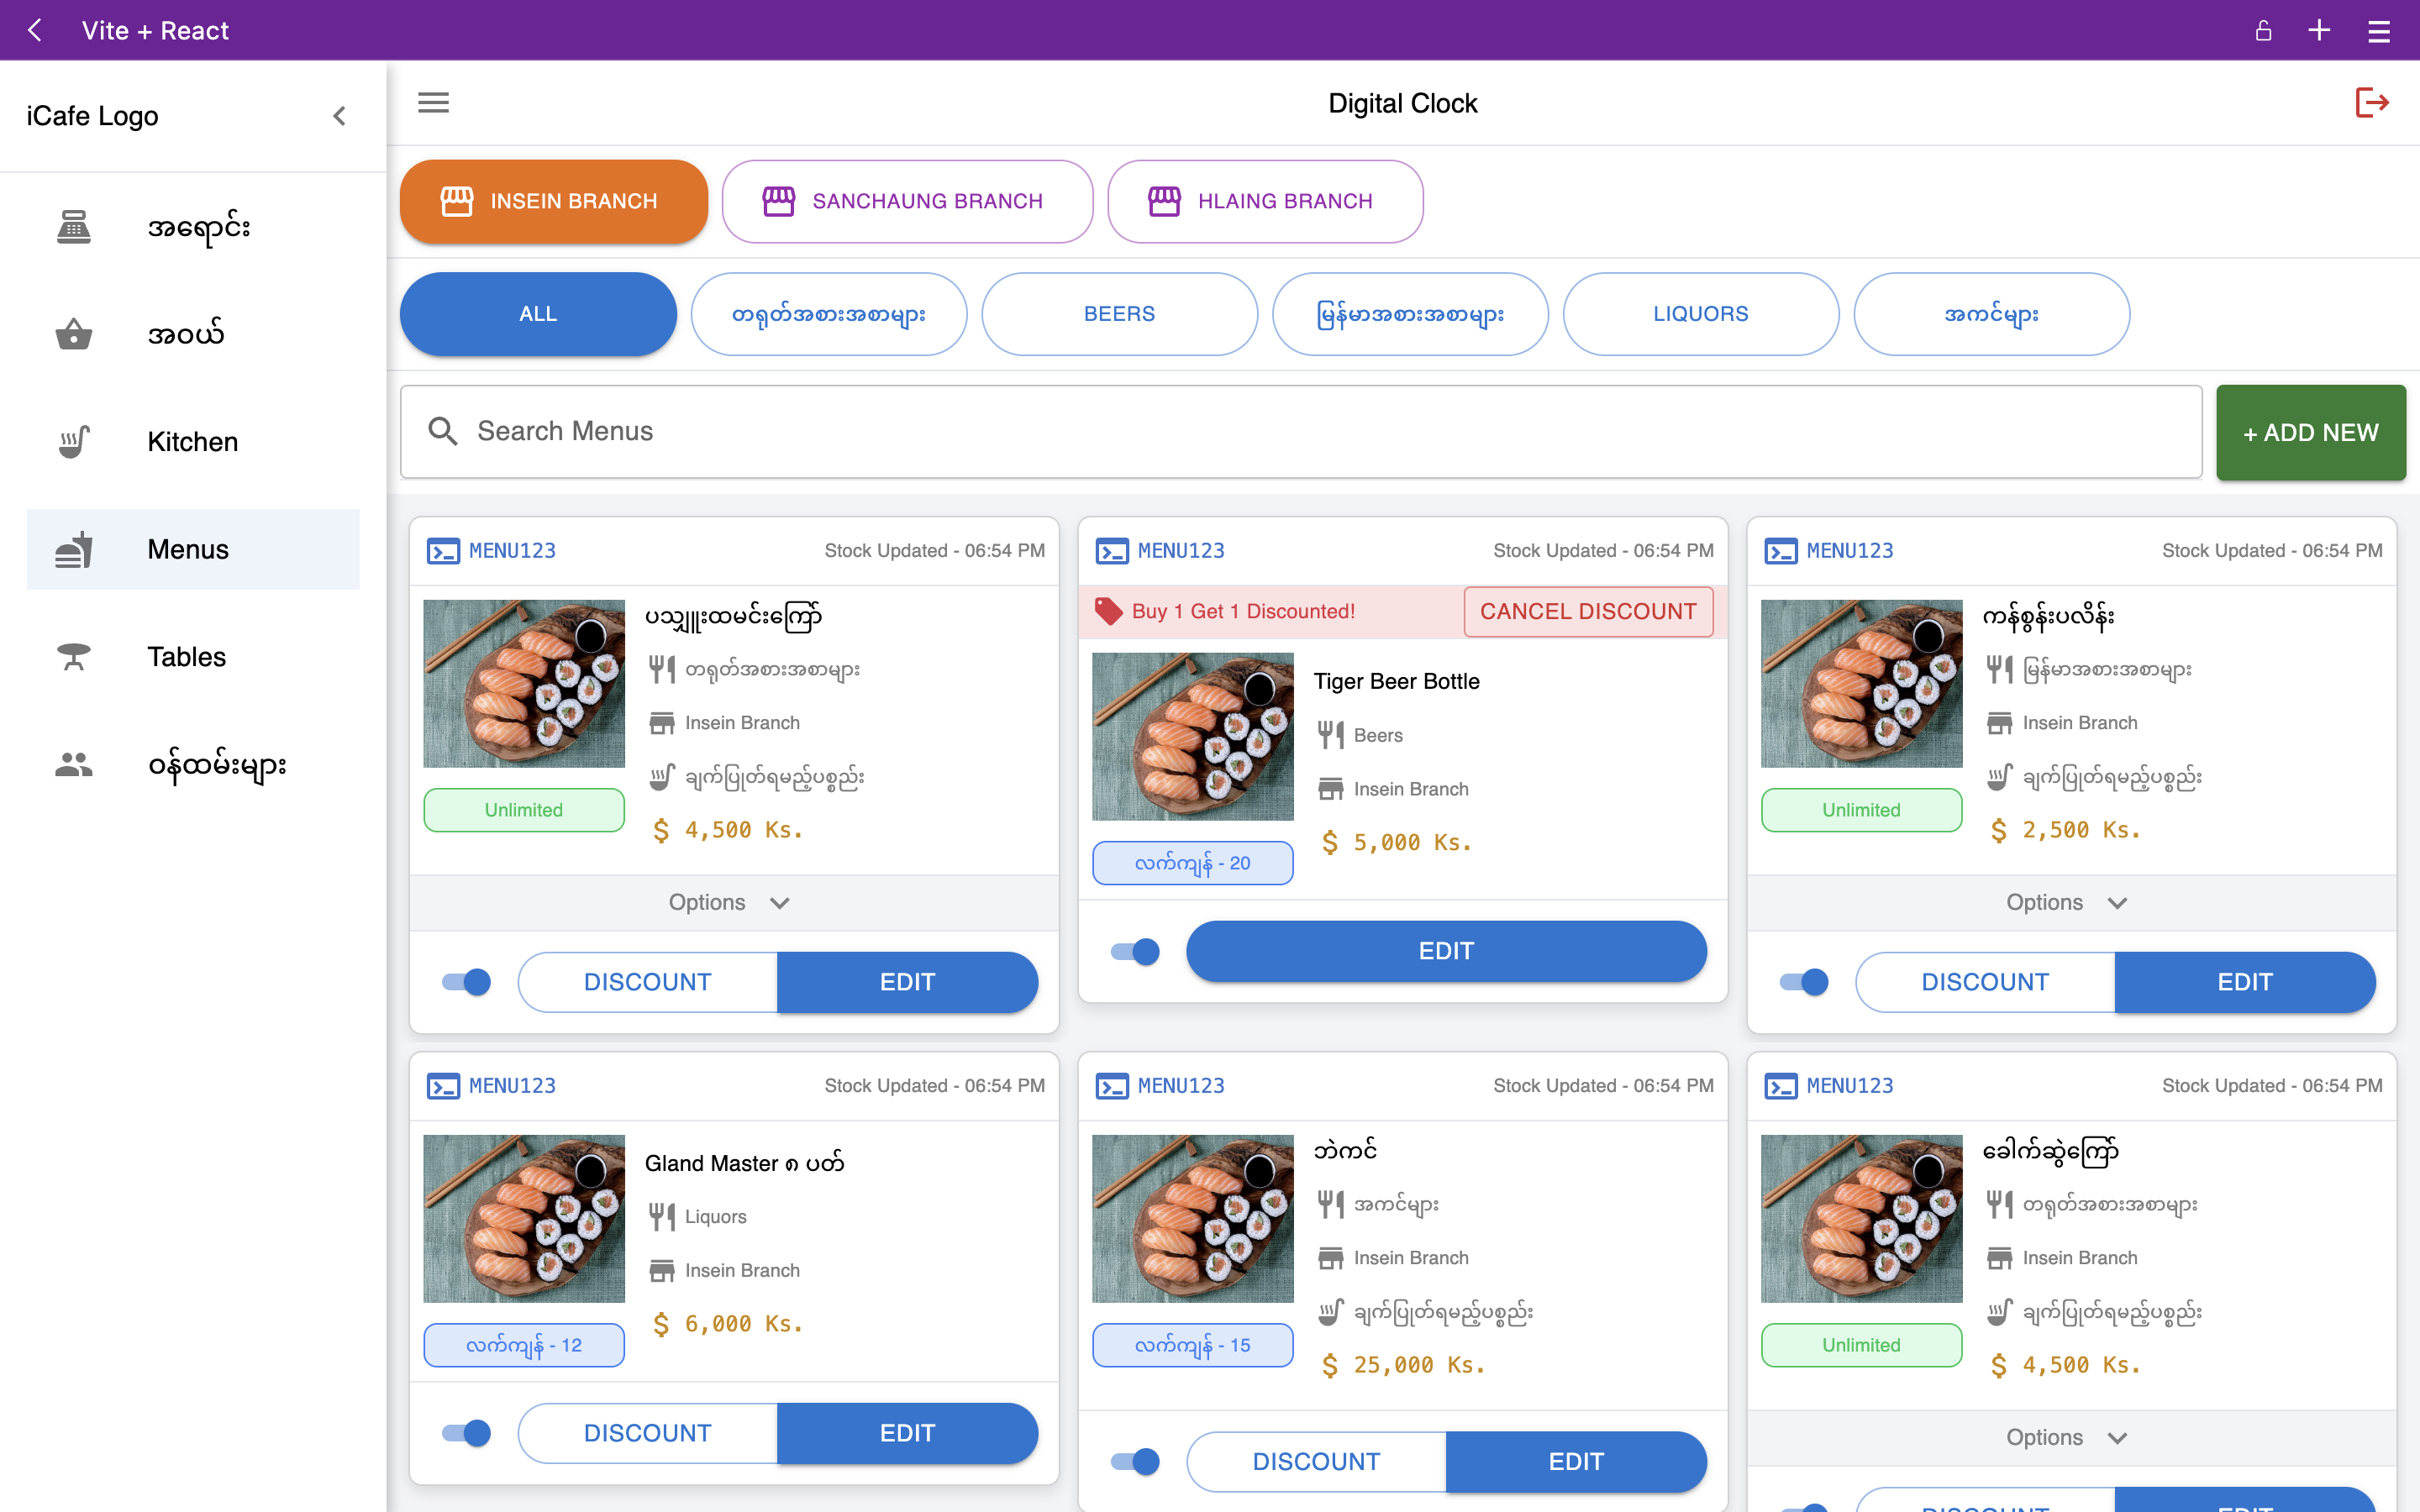 Vite + React
iCafe Logo
အရောင်း
အဝယ်
Kitchen
Menus
Tables
ဝန်ထမ်းများ
Digital Clock
INSEIN BRANCH
SANCHAUNG BRANCH
HLAING BRANCH
ALL
တရုတ်အစားအစာများ
BEERS
မြန်မာအစားအစာများ
LIQUORS
အကင်များ
Search Menus
+ ADD NEW
MENU123
Stock Updated - 06:54 PM
ပသျှူးထမင်းကြော်
တရုတ်အစားအစာများ
Insein Branch
ချက်ပြုတ်ရမည့်ပစ္စည်း
Unlimited
$ 4,500 Ks.
Options
DISCOUNT
EDIT
MENU123
Stock Updated - 06:54 PM
Buy 1 Get 1 Discounted!
CANCEL DISCOUNT
Tiger Beer Bottle
Beers
Insein Branch
$ 5,000 Ks.
လက်ကျန် - 20
EDIT
MENU123
Stock Updated - 06:54 PM
ကန်စွန်းပလိန်း
မြန်မာအစားအစာများ
Insein Branch
ချက်ပြုတ်ရမည့်ပစ္စည်း
Unlimited
$ 2,500 Ks.
Options
DISCOUNT
EDIT
MENU123
Stock Updated - 06:54 PM
Gland Master ၈ ပတ်
Liquors
Insein Branch
$ 6,000 Ks.
လက်ကျန် - 12
DISCOUNT
EDIT
MENU123
Stock Updated - 06:54 PM
ဘဲကင်
အကင်များ
Insein Branch
ချက်ပြုတ်ရမည့်ပစ္စည်း
လက်ကျန် - 15
$ 25,000 Ks.
DISCOUNT
EDIT
MENU123
Stock Updated - 06:54 PM
ခေါက်ဆွဲကြော်
တရုတ်အစားအစာများ
Insein Branch
ချက်ပြုတ်ရမည့်ပစ္စည်း
Unlimited
$ 4,500 Ks.
Options
DISCOUNT
EDIT